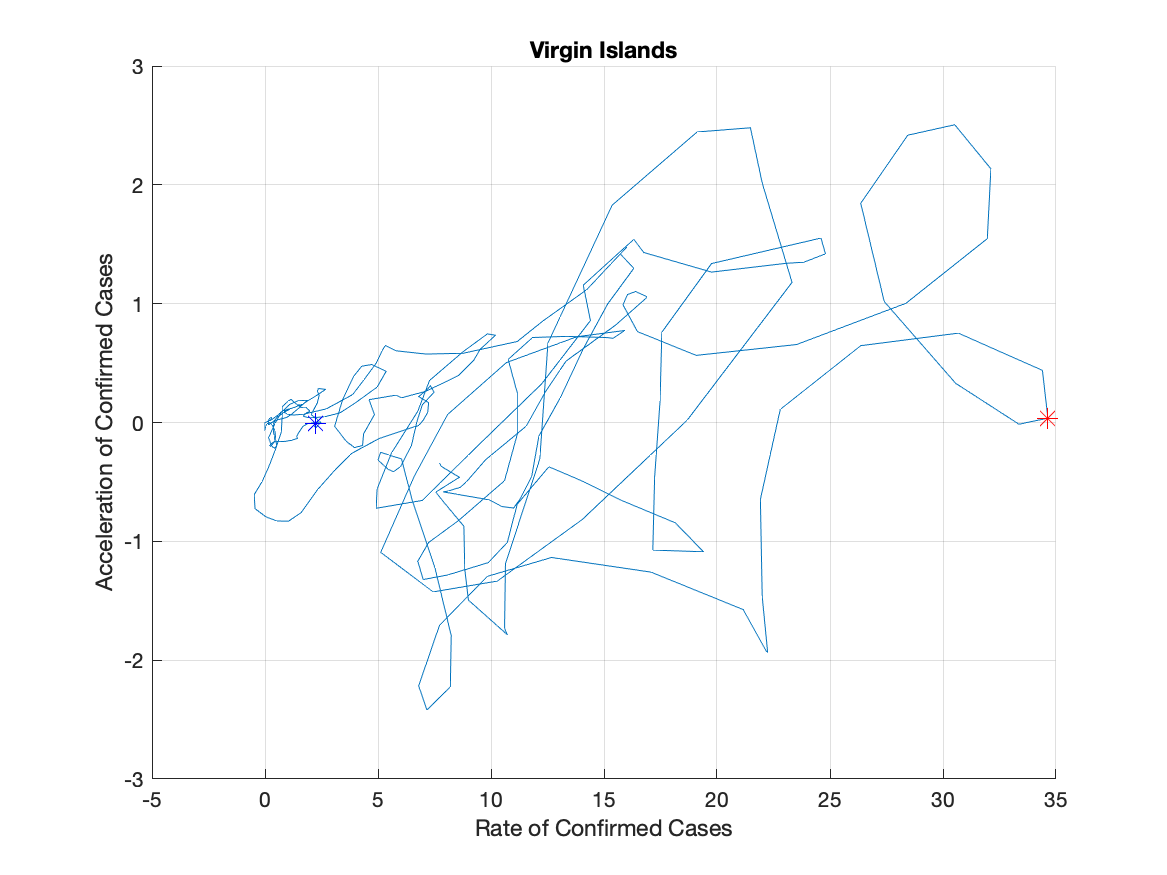 Virgin Islands
3
2
1
0
-1
-2
-3
Acceleration of Confirmed Cases
-5 0 5 10 15 20 25 30 35
Rate of Confirmed Cases